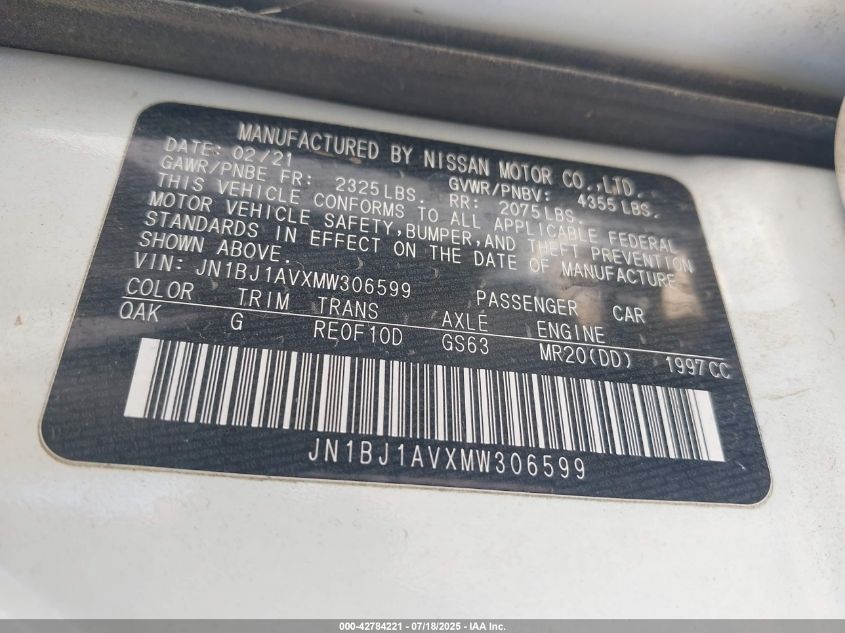 MANUFACTURED BY NISSAN MOTOR CO.,LTD.
DATE: 02/21 GVWR/PNBV: 4355LBS.
GAWR/PNBE FR: 2325LBS. RR: 2075LBS.
THIS VEHICLE CONFORMS TO ALL APPLICABLE FEDERAL
MOTOR VEHICLE SAFETY,BUMPER,AND THEFT PREVENTION
STANDARDS IN EFFECT ON THE DATE OF MANUFACTURE
SHOWN ABOVE.
VIN: JN1BJ1AVXMW306599 PASSENGER CAR
COLOR TRIM TRANS AXLE ENGINE
QAK G RE0F10D GS63 MR20(DD) 1997CC
JN1BJ1AVXMW306599
000-42784221 - 07/18/2025 - IAA Inc.